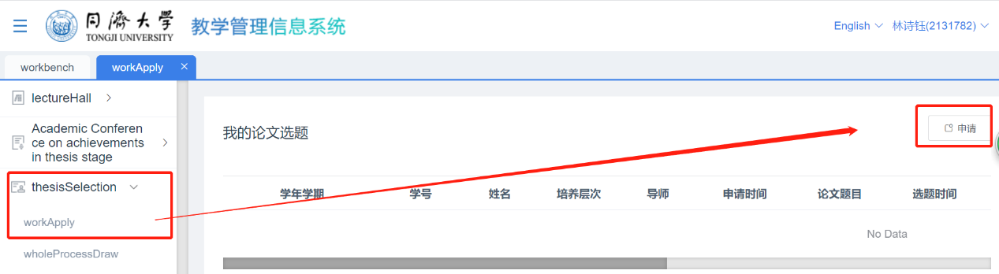 同濟大學
TONGJI UNIVERSITY
教学管理信息系统
English
林诗钰(2131782)
workbench
workApply
lectureHall
Academic Conferen
ce on achievements
in thesis stage
thesisSelection
workApply
wholeProcessDraw
我的论文选题
申请
学年学期 学号 姓名 培养层次 导师 申请时间 论文题目 选题时间
No Data